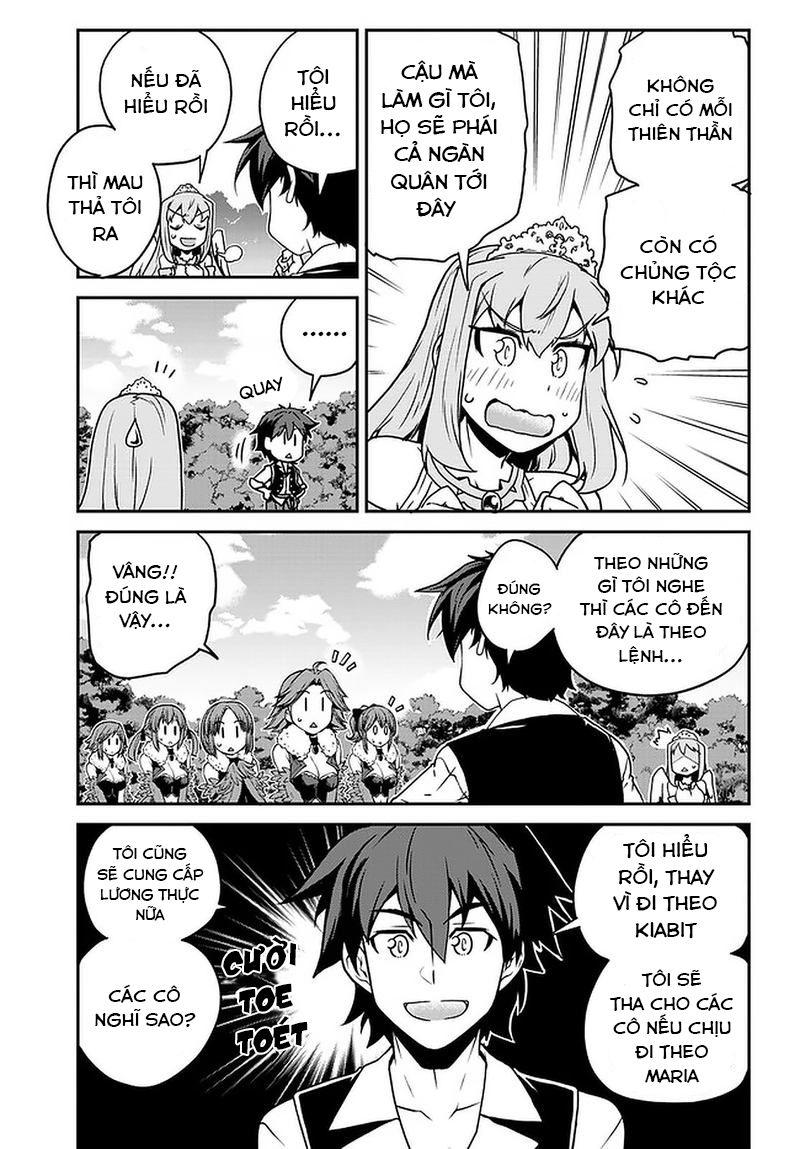 KHÔNG
CHỈ CÓ MỖI
THIÊN THẦN
CÒN CÓ
CHỦNG TỘC
KHÁC
CẬU MÀ
LÀM GÌ TÔI,
HỌ SẼ PHÁI
CẢ NGÀN
QUÂN TỚI
ĐÂY
TÔI
HIỂU
RỒI...
NẾU ĐÃ
HIỂU RỒI
THÌ MAU
THẢ TÔI
RA
......
QUAY
THEO NHỮNG
GÌ TÔI NGHE
THÌ CÁC CÔ ĐẾN
ĐÂY LÀ THEO
LỆNH...
ĐÚNG
KHÔNG?
VÂNG!!
ĐÚNG LÀ
VẬY...
TÔI HIỂU
RỒI, THAY
VÌ ĐI THEO
KIABIT
TÔI SẼ
THA CHO CÁC
CÔ NẾU CHỊU
ĐI THEO
MARIA
TÔI CŨNG
SẼ CUNG CẤP
LƯƠNG THỰC
NỮA
CÁC CÔ
NGHĨ SAO?
CƯỜI
TOE
TOÉT